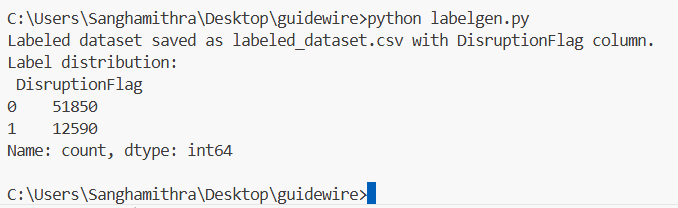 C:\Users\Sanghamithra\Desktop\guidewire>python labelgen.py
Labeled dataset saved as labeled_dataset.csv with DisruptionFlag column.
Label distribution:
 DisruptionFlag
0    51850
1    12590
Name: count, dtype: int64

C:\Users\Sanghamithra\Desktop\guidewire>